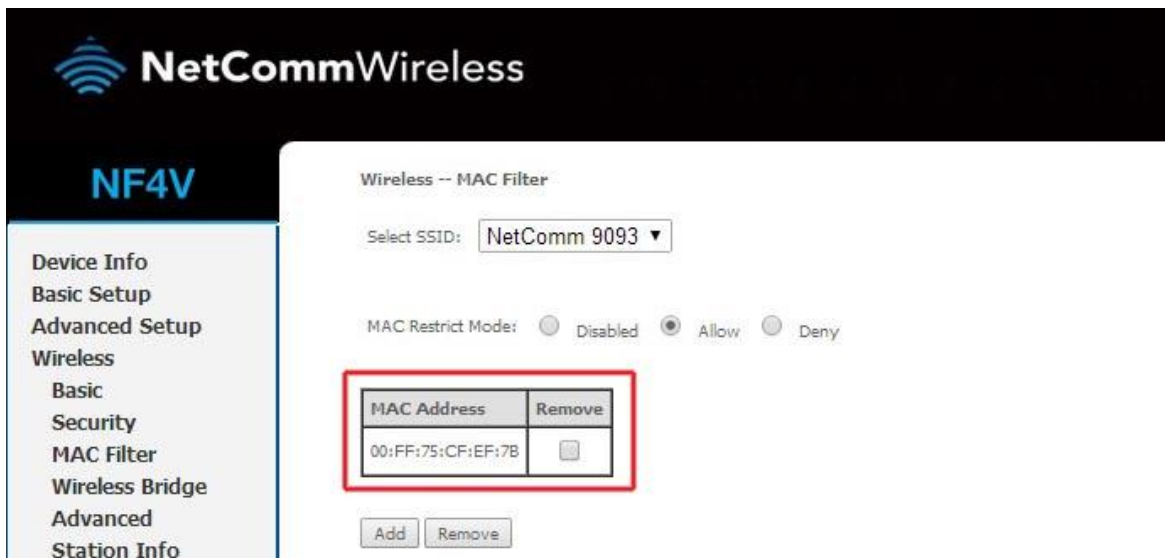 NetCommWireless
NF4V
Device Info
Basic Setup
Advanced Setup
Wireless
Basic
Security
MAC Filter
Wireless Bridge
Advanced
Station Info
Wireless -- MAC Filter
Select SSID: NetComm 9093
MAC Restrict Mode: Disabled Allow Deny
MAC Address Remove
00:FF:75:CF:EF:7B
Add Remove